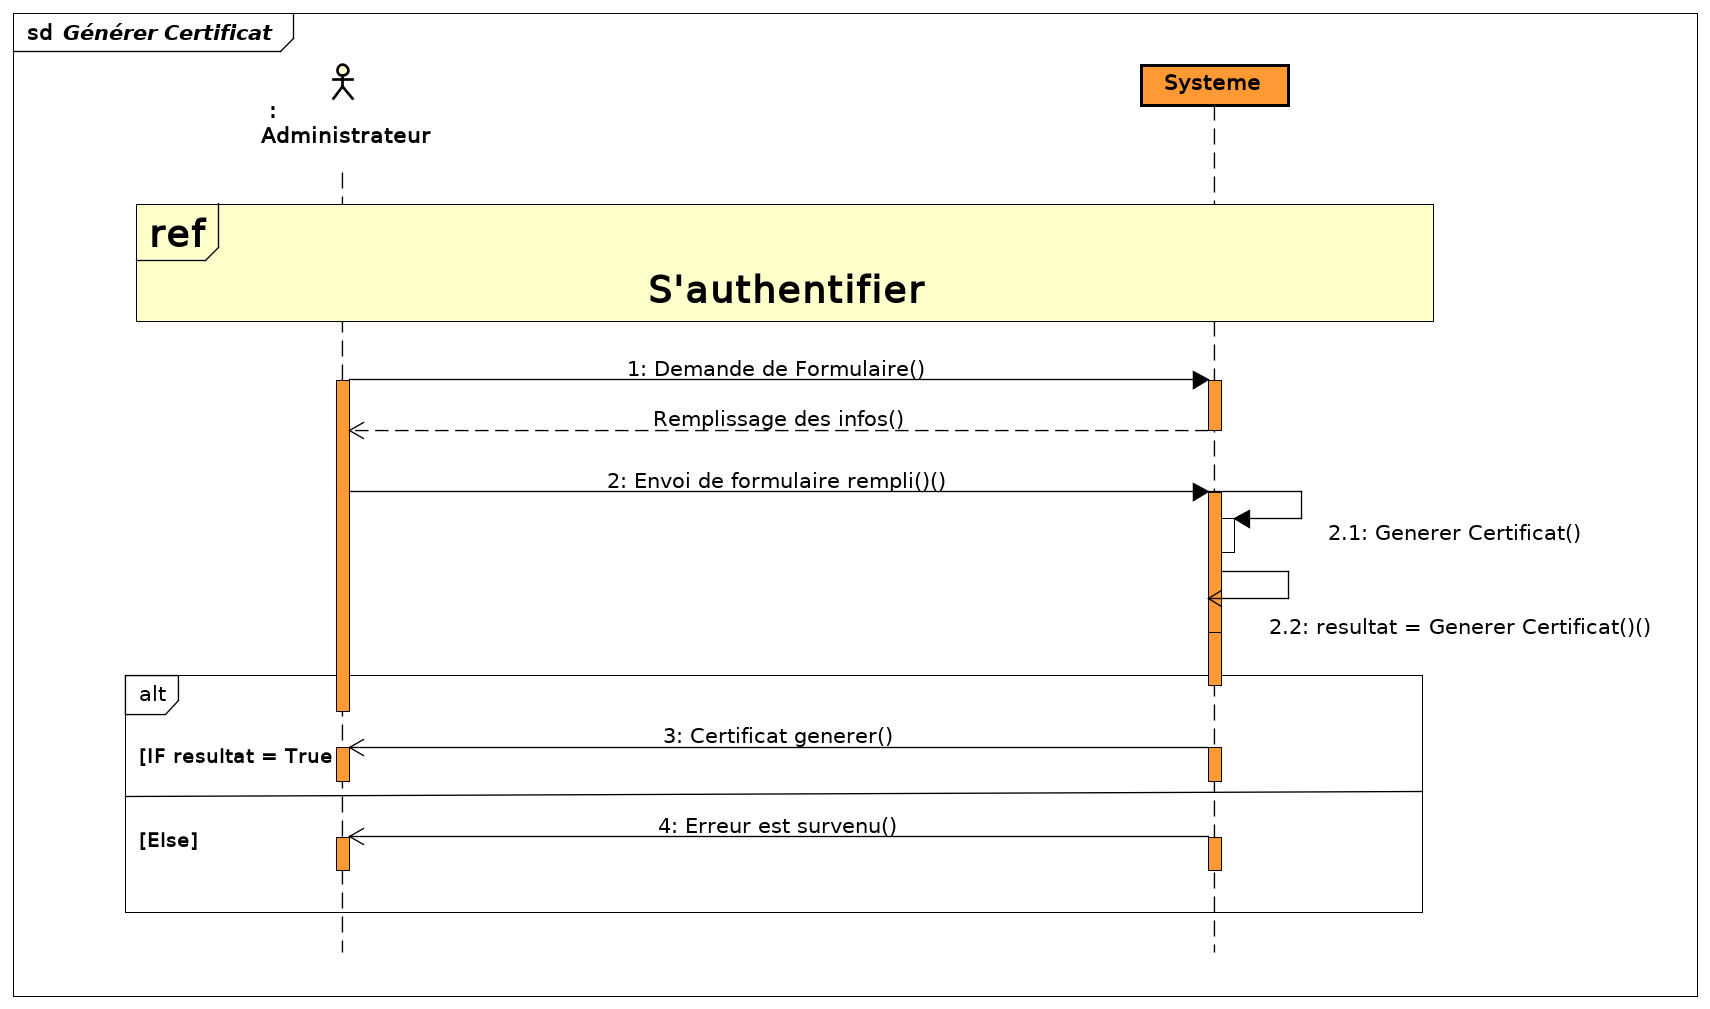 sd Générer Certificat
:
Administrateur
Systeme
ref
S'authentifier
1: Demande de Formulaire()
Remplissage des infos()
2: Envoi de formulaire rempli()()
2.1: Generer Certificat()
2.2: resultat = Generer Certificat()()
alt
3: Certificat generer()
[IF resultat = True
4: Erreur est survenu()
[Else]